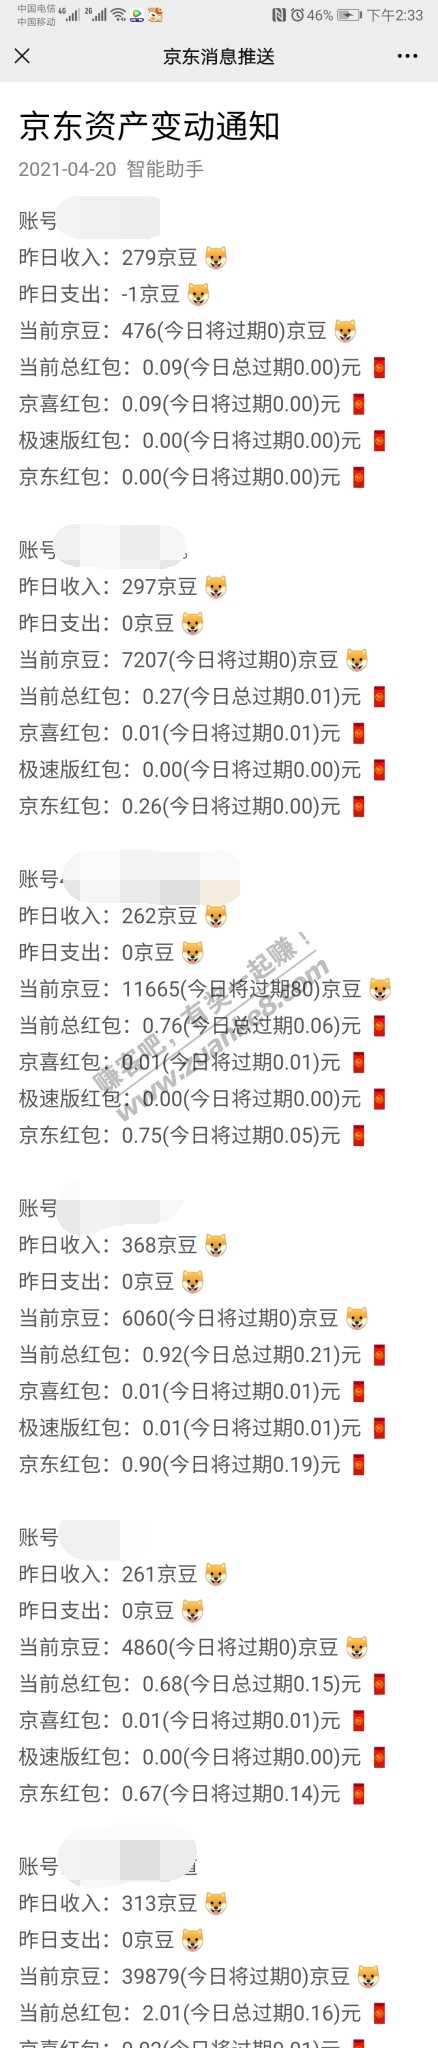 中国电信
中国移动
4G
2G
46%
下午2:33
京东消息推送
京东资产变动通知
2021-04-20 智能助手
账号
昨日收入：279京豆
昨日支出：-1京豆
当前京豆：476(今日将过期0)京豆
当前总红包：0.09(今日总过期0.00)元
京喜红包：0.09(今日将过期0.00)元
极速版红包：0.00(今日将过期0.00)元
京东红包：0.00(今日将过期0.00)元
账号
昨日收入：297京豆
昨日支出：0京豆
当前京豆：7207(今日将过期0)京豆
当前总红包：0.27(今日总过期0.01)元
京喜红包：0.01(今日将过期0.01)元
极速版红包：0.00(今日将过期0.00)元
京东红包：0.26(今日将过期0.00)元
账号
昨日收入：262京豆
昨日支出：0京豆
当前京豆：11665(今日将过期80)京豆
当前总红包：0.76(今日总过期0.06)元
京喜红包：0.01(今日将过期0.01)元
极速版红包：0.00(今日将过期0.00)元
京东红包：0.75(今日将过期0.05)元
赚客吧，有奖一起赚！
www.zuanke8.com
账号
昨日收入：368京豆
昨日支出：0京豆
当前京豆：6060(今日将过期0)京豆
当前总红包：0.92(今日总过期0.21)元
京喜红包：0.01(今日将过期0.01)元
极速版红包：0.01(今日将过期0.01)元
京东红包：0.90(今日将过期0.19)元
账号
昨日收入：261京豆
昨日支出：0京豆
当前京豆：4860(今日将过期0)京豆
当前总红包：0.68(今日总过期0.15)元
京喜红包：0.01(今日将过期0.01)元
极速版红包：0.00(今日将过期0.00)元
京东红包：0.67(今日将过期0.14)元
账号
昨日收入：313京豆
昨日支出：0京豆
当前京豆：39879(今日将过期0)京豆
当前总红包：2.01(今日总过期0.16)元